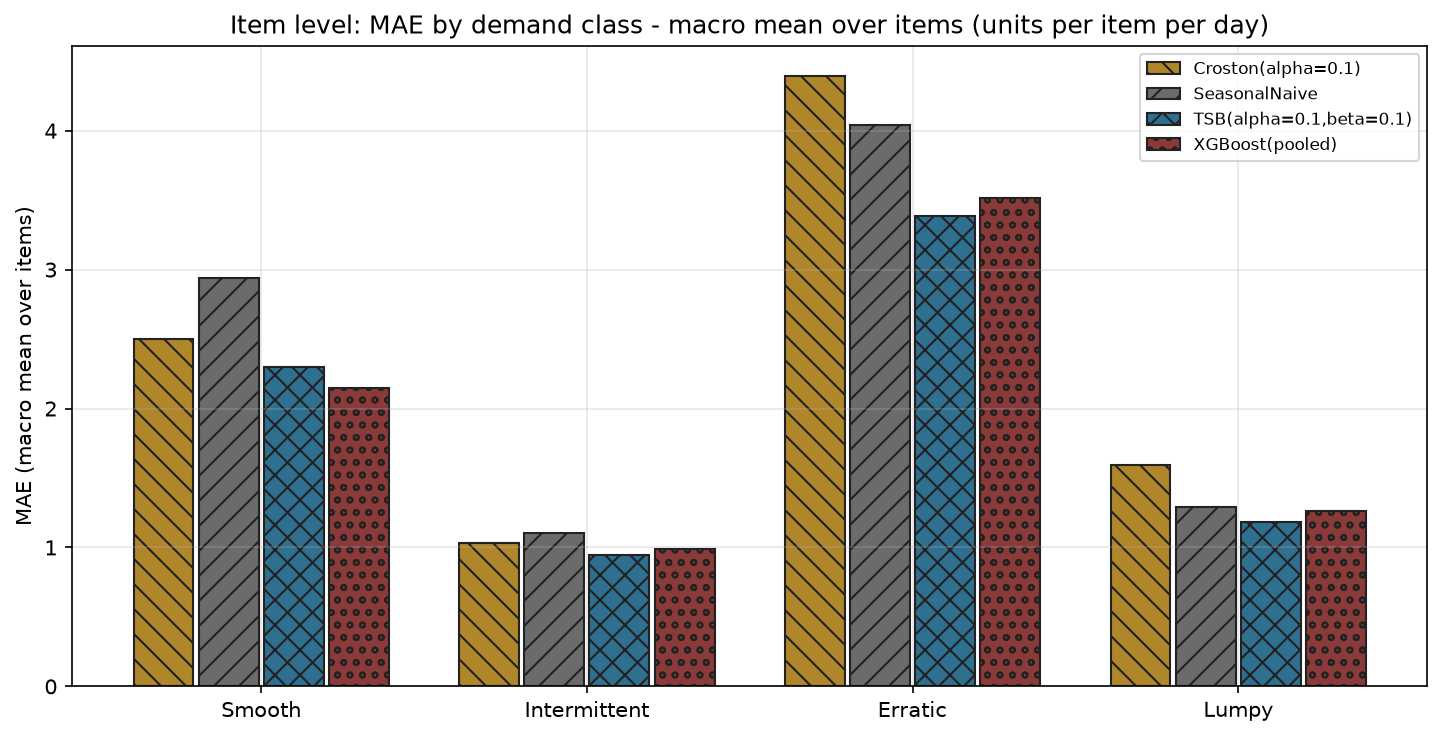 Item level: MAE by demand class - macro mean over items (units per item per day)
Croston(alpha=0.1)
SeasonalNaive
TSB(alpha=0.1,beta=0.1)
XGBoost(pooled)
MAE (macro mean over items)
4
3
2
1
0
Smooth
Intermittent
Erratic
Lumpy